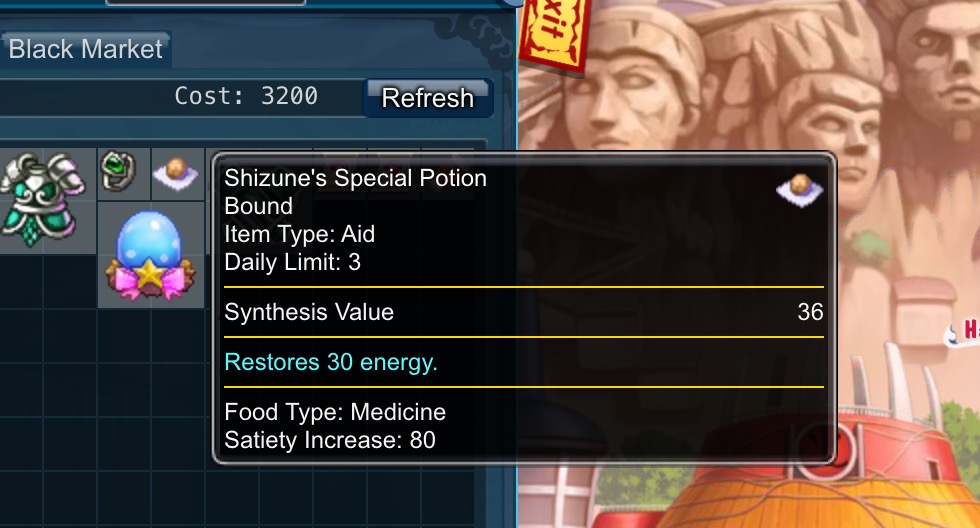 Black Market
Cost: 3200
Refresh
xit
Shizune's Special Potion
Bound
Item Type: Aid
Daily Limit: 3
Synthesis Value 36
Restores 30 energy.
Food Type: Medicine
Satiety Increase: 80
H